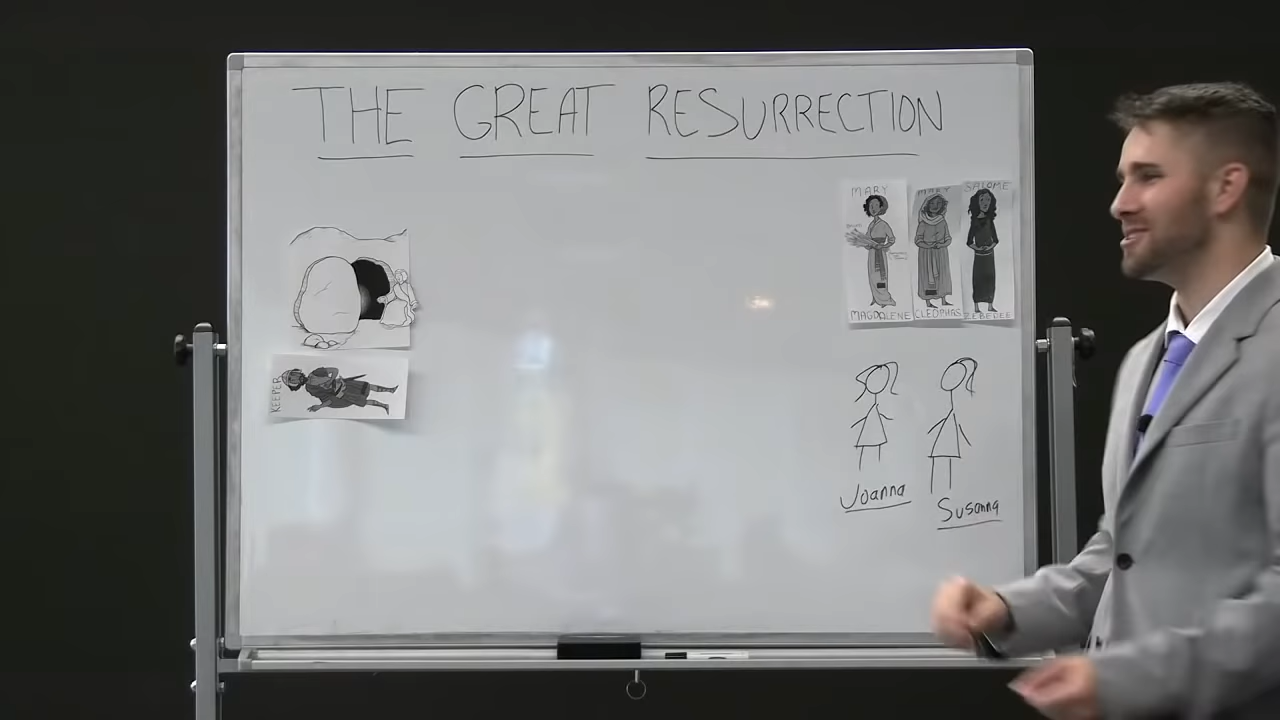 THE GREAT RESURRECTION
MARY MARY SALOME
MAGDALENE CLEOPHAS ZEBEDEE
KEEPER
Joanna
Susanna